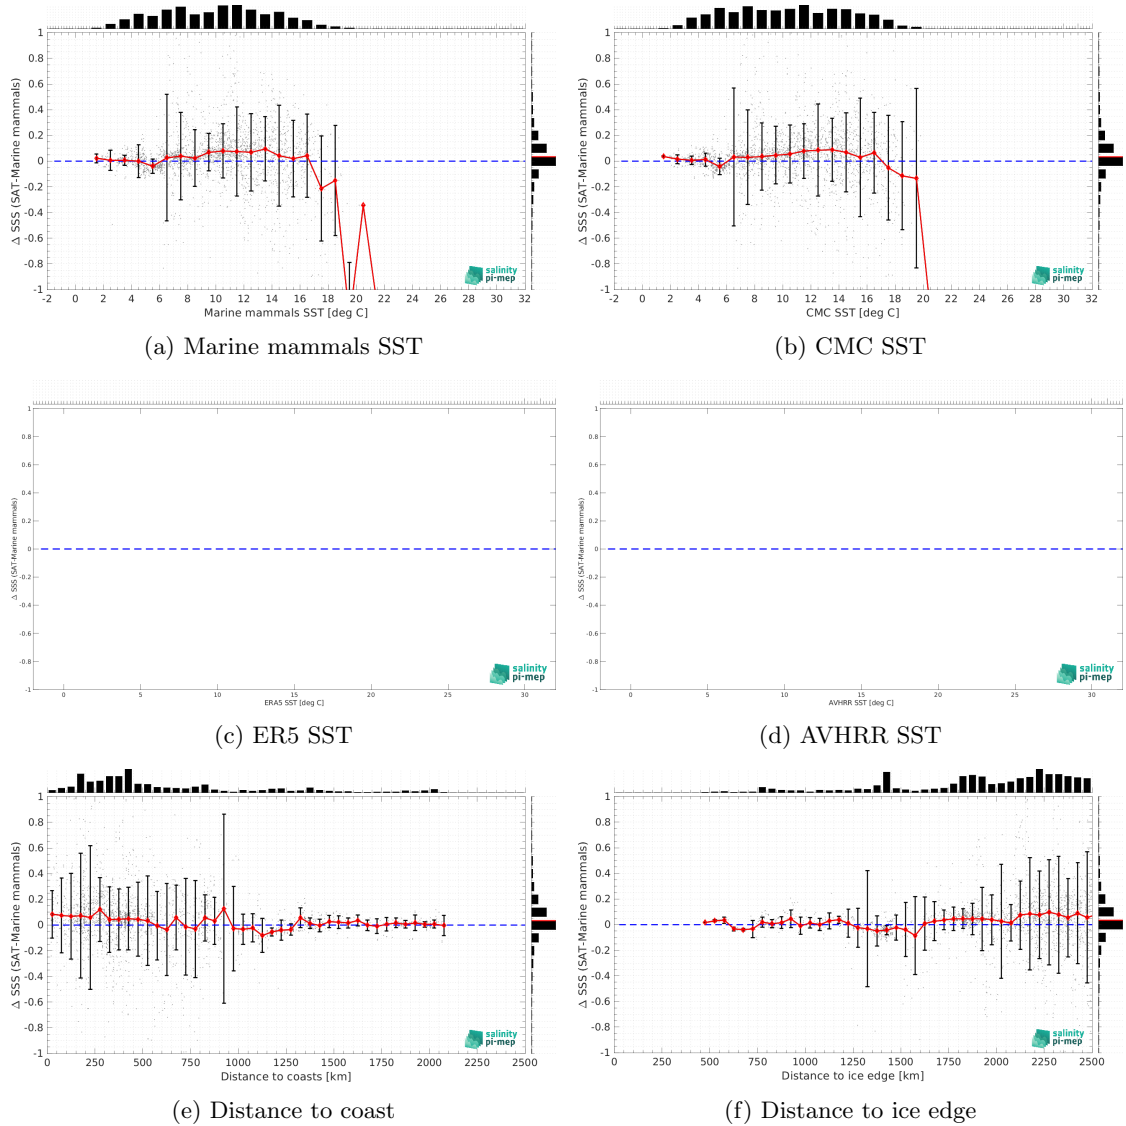 1
0.8
0.6
0.4
0.2
0
-0.2
-0.4
-0.6
-0.8
-1
Δ SSS (SAT-Marine mammals)
salinity
pi-mep
-2 0 2 4 6 8 10 12 14 16 18 20 22 24 26 28 30 32
Marine mammals SST [deg C]
(a) Marine mammals SST
1
0.8
0.6
0.4
0.2
0
-0.2
-0.4
-0.6
-0.8
-1
Δ SSS (SAT-Marine mammals)
salinity
pi-mep
-2 0 2 4 6 8 10 12 14 16 18 20 22 24 26 28 30 32
CMC SST [deg C]
(b) CMC SST
1
0.8
0.6
0.4
0.2
0
-0.2
-0.4
-0.6
-0.8
-1
Δ SSS (SAT-Marine mammals)
salinity
pi-mep
0 5 10 15 20 25 30
ERA5 SST [deg C]
(c) ER5 SST
1
0.8
0.6
0.4
0.2
0
-0.2
-0.4
-0.6
-0.8
-1
Δ SSS (SAT-Marine mammals)
salinity
pi-mep
0 5 10 15 20 25 30
AVHRR SST [deg C]
(d) AVHRR SST
1
0.8
0.6
0.4
0.2
0
-0.2
-0.4
-0.6
-0.8
-1
Δ SSS (SAT-Marine mammals)
salinity
pi-mep
0 250 500 750 1000 1250 1500 1750 2000 2250 2500
Distance to coasts [km]
(e) Distance to coast
1
0.8
0.6
0.4
0.2
0
-0.2
-0.4
-0.6
-0.8
-1
Δ SSS (SAT-Marine mammals)
salinity
pi-mep
0 250 500 750 1000 1250 1500 1750 2000 2250 2500
Distance to ice edge [km]
(f) Distance to ice edge